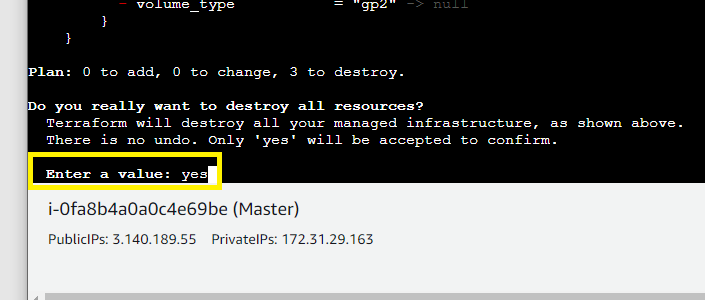 - volume_type = "gp2" -> null
}
}
Plan: 0 to add, 0 to change, 3 to destroy.
Do you really want to destroy all resources?
Terraform will destroy all your managed infrastructure, as shown above.
There is no undo. Only 'yes' will be accepted to confirm.
Enter a value: yes
i-0fa8b4a0a0c4e69be (Master)
PublicIPs: 3.140.189.55 PrivateIPs: 172.31.29.163